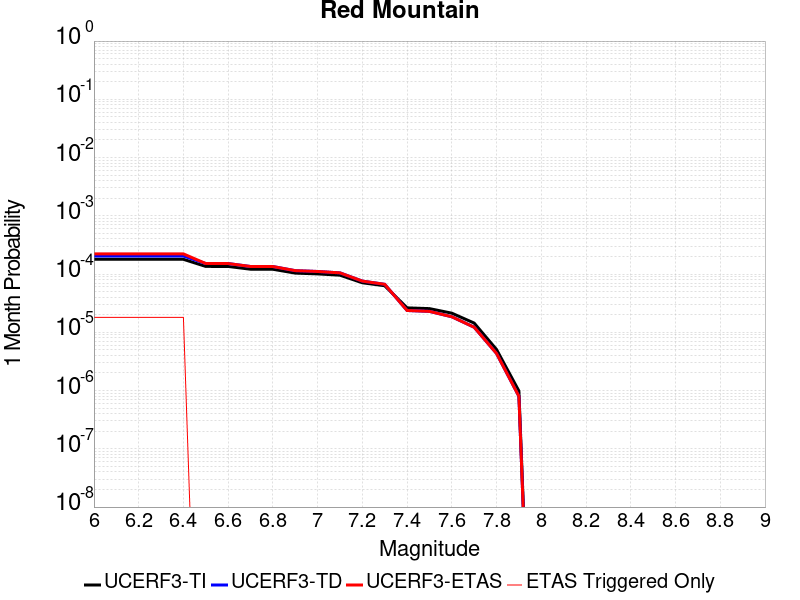 Red Mountain
10^0
10^-1
10^-2
10^-3
10^-4
10^-5
10^-6
10^-7
10^-8
1 Month Probability
6 6.2 6.4 6.6 6.8 7 7.2 7.4 7.6 7.8 8 8.2 8.4 8.6 8.8 9
Magnitude
UCERF3-TI UCERF3-TD UCERF3-ETAS ETAS Triggered Only